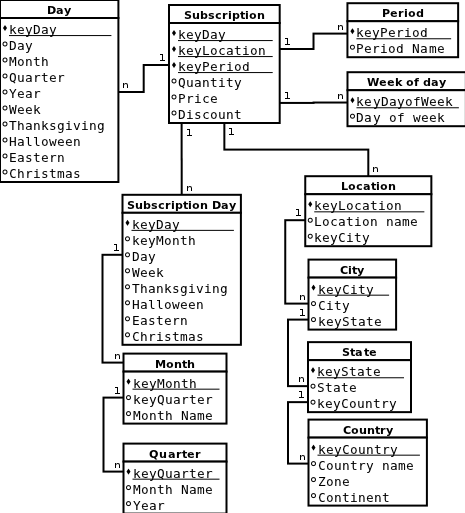 Day
keyDay
Day
Month
Quarter
Year
Week
Thanksgiving
Halloween
Eastern
Christmas
n
1
Subscription
keyDay
keyLocation
keyPeriod
Quantity
Price
Discount
1
n
Period
keyPeriod
Period Name
1
n
Week of day
keyDayofWeek
Day of week
1
n
1
n
Subscription Day
keyDay
keyMonth
Day
Week
Thanksgiving
Halloween
Eastern
Christmas
1
n
Month
keyMonth
keyQuarter
Month Name
1
n
Quarter
keyQuarter
Month Name
Year
Location
keyLocation
Location name
keyCity
1
n
City
keyCity
City
keyState
1
n
State
keyState
State
keyCountry
1
n
Country
keyCountry
Country name
Zone
Continent